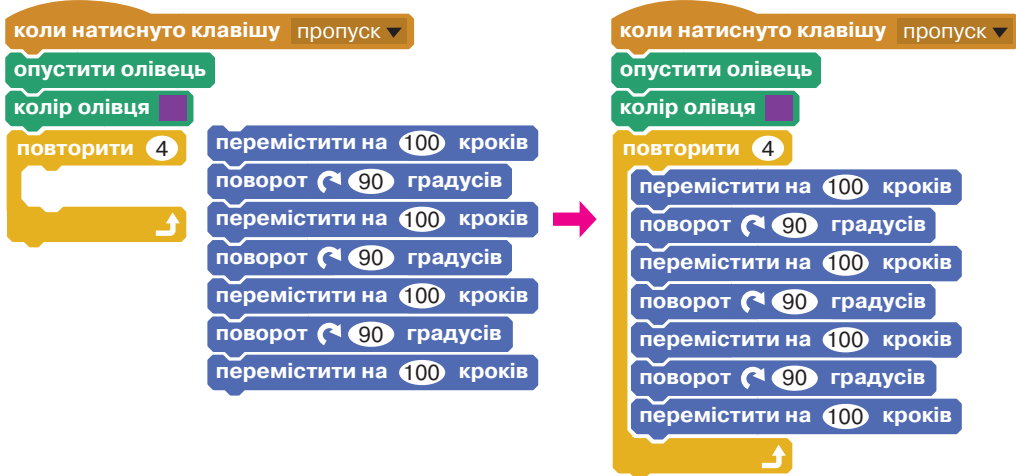 коли натиснуто клавішу пропуск
опустити олівець
колір олівця
повторити 4
перемістити на 100 кроків
поворот 90 градусів
перемістити на 100 кроків
поворот 90 градусів
перемістити на 100 кроків
поворот 90 градусів
перемістити на 100 кроків
коли натиснуто клавішу пропуск
опустити олівець
колір олівця
повторити 4
перемістити на 100 кроків
поворот 90 градусів
перемістити на 100 кроків
поворот 90 градусів
перемістити на 100 кроків
поворот 90 градусів
перемістити на 100 кроків